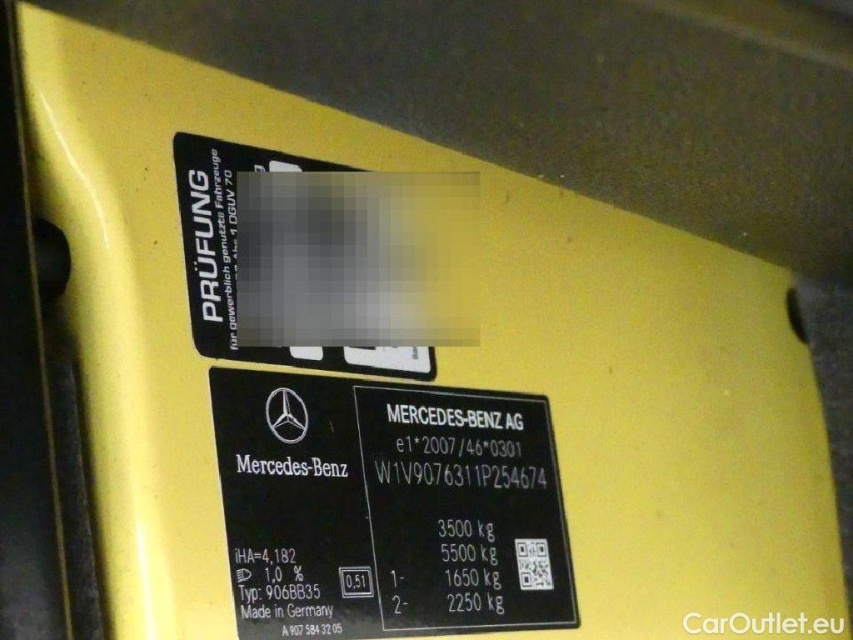 PRÜFUNG
für gewerblich genutzte Fahrzeuge
1 DGUV 70
Mercedes-Benz
iHA=4,182
1,0 %
Typ: 906BB35
Made in Germany
A 907 584 32 05
0,51
MERCEDES-BENZ AG
e1*2007/46*0301
W1V9076311P254674
3500 kg
5500 kg
1- 1650 kg
2- 2250 kg
CarOutlet.eu